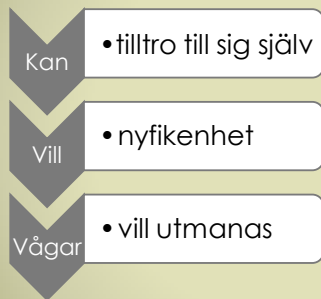 Kan
• tilltro till sig själv
Vill
• nyfikenhet
Vågar
• vill utmanas